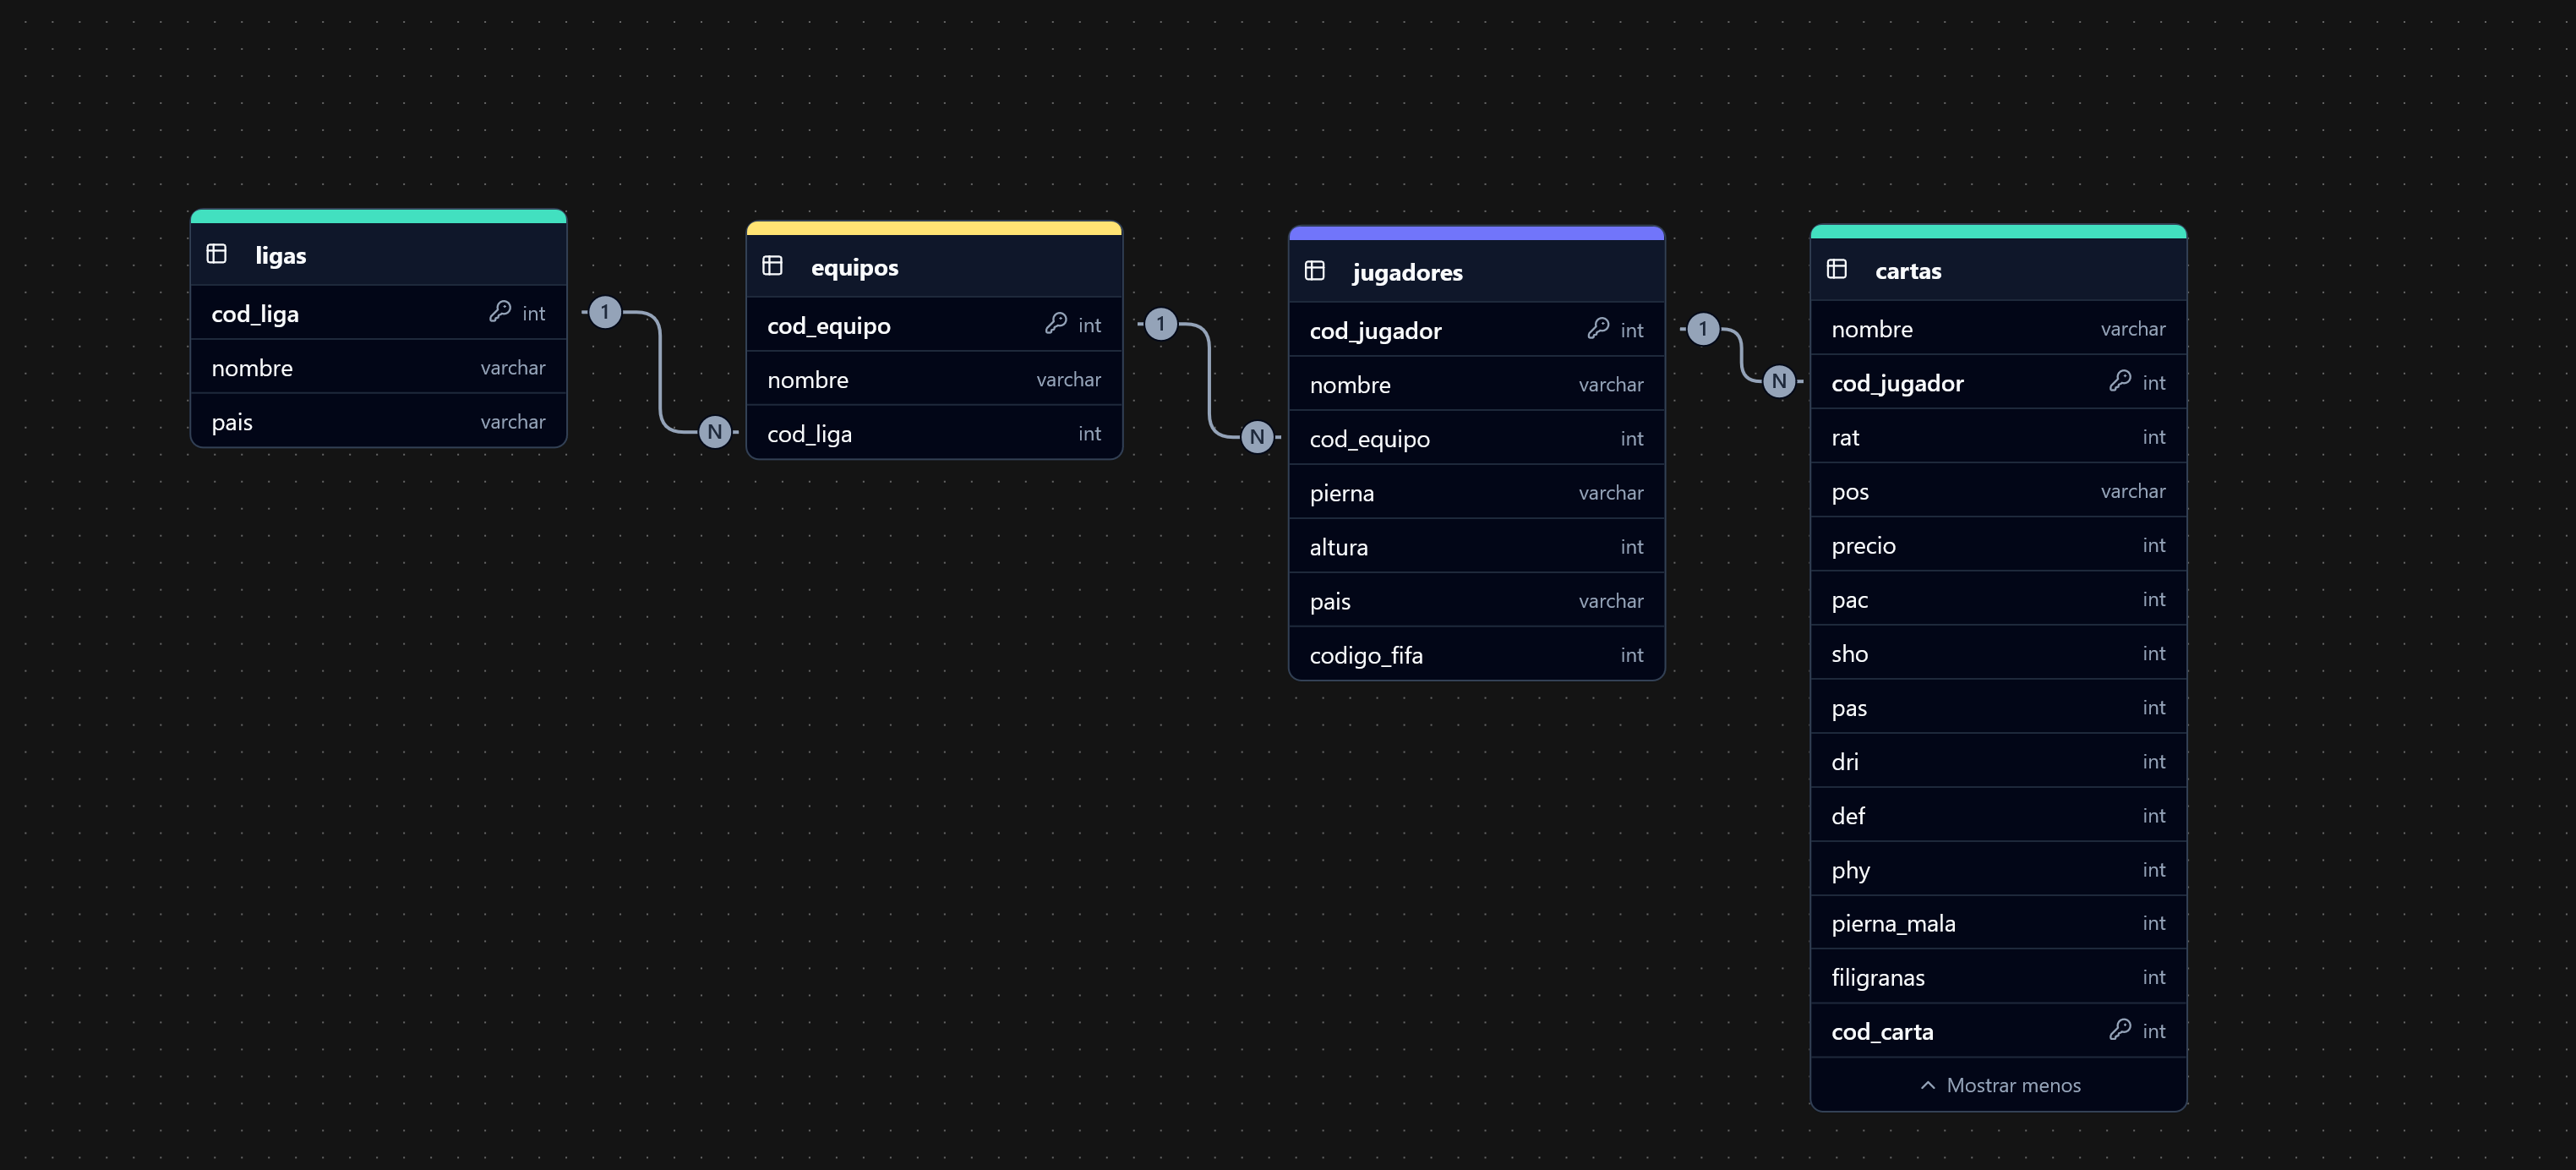 ligas
cod_liga int
nombre varchar
pais varchar
1
N
equipos
cod_equipo int
nombre varchar
cod_liga int
1
N
jugadores
cod_jugador int
nombre varchar
cod_equipo int
pierna varchar
altura int
pais varchar
codigo_fifa int
1
N
cartas
nombre varchar
cod_jugador int
rat int
pos varchar
precio int
pac int
sho int
pas int
dri int
def int
phy int
pierna_mala int
filigranas int
cod_carta int
Mostrar menos